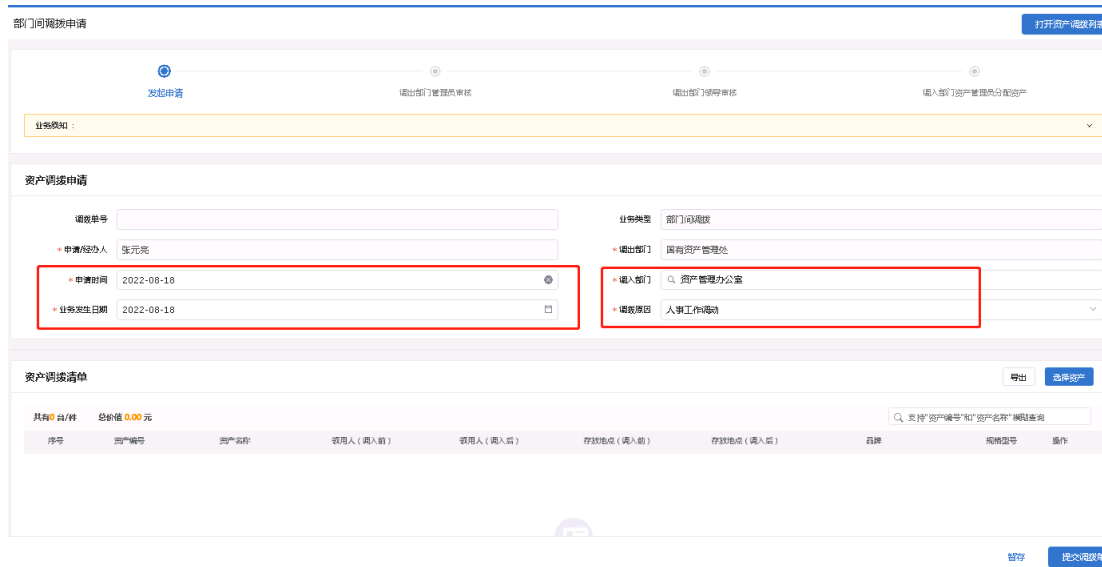 部门间调拨申请
打开资产调拨列表
发起申请
调出部门管理员审核
调出部门领导审核
调入部门资产管理员分配资产
业务须知：
资产调拨申请
调拨单号
业务类型 部门间调拨
* 申请/经办人 张元亮
* 调出部门 国有资产管理处
* 申请时间 2022-08-18
* 调入部门 资产管理办公室
* 业务发生日期 2022-08-18
* 调拨原因 人事工作调动
资产调拨清单
导出 选择资产
共有0 台/件 总价值 0.00 元
支持"资产编号"和"资产名称"模糊查询
序号 资产编号 资产名称 领用人（调入前） 领用人（调入后） 存放地点（调入前） 存放地点（调入后） 品牌 规格型号 操作
暂存 提交调拨单